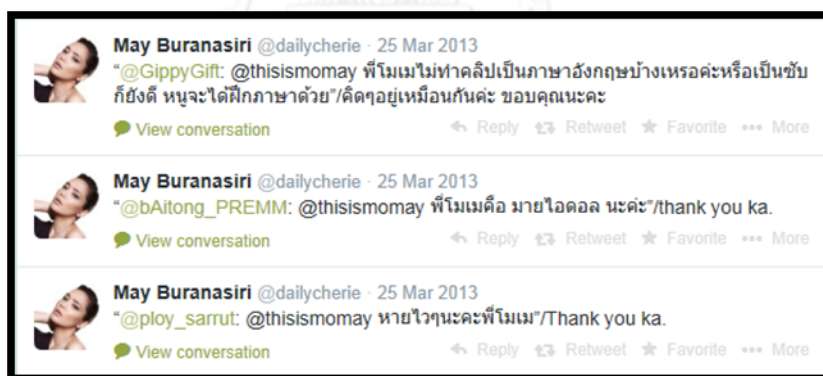 May Buranasiri @dailycherie · 25 Mar 2013
“@GippyGift: @thisismomay พี่โมเมไม่ทำคลิปเป็นภาษาอังกฤษบ้างเหรอค่ะหรือเป็นซับ
ก็ยังดี หนูจะได้ฝึกภาษาด้วย”/คิดๆอยู่เหมือนกันค่ะ ขอบคุณนะคะ
View conversation Reply Retweet Favorite More
May Buranasiri @dailycherie · 25 Mar 2013
“@bAitong_PREMM: @thisismomay พี่โมเมคือ มายไอดอล นะค่ะ”/thank you ka.
View conversation Reply Retweet Favorite More
May Buranasiri @dailycherie · 25 Mar 2013
“@ploy_sarrut: @thisismomay หายไวๆนะคะพี่โมเม”/Thank you ka.
View conversation Reply Retweet Favorite More